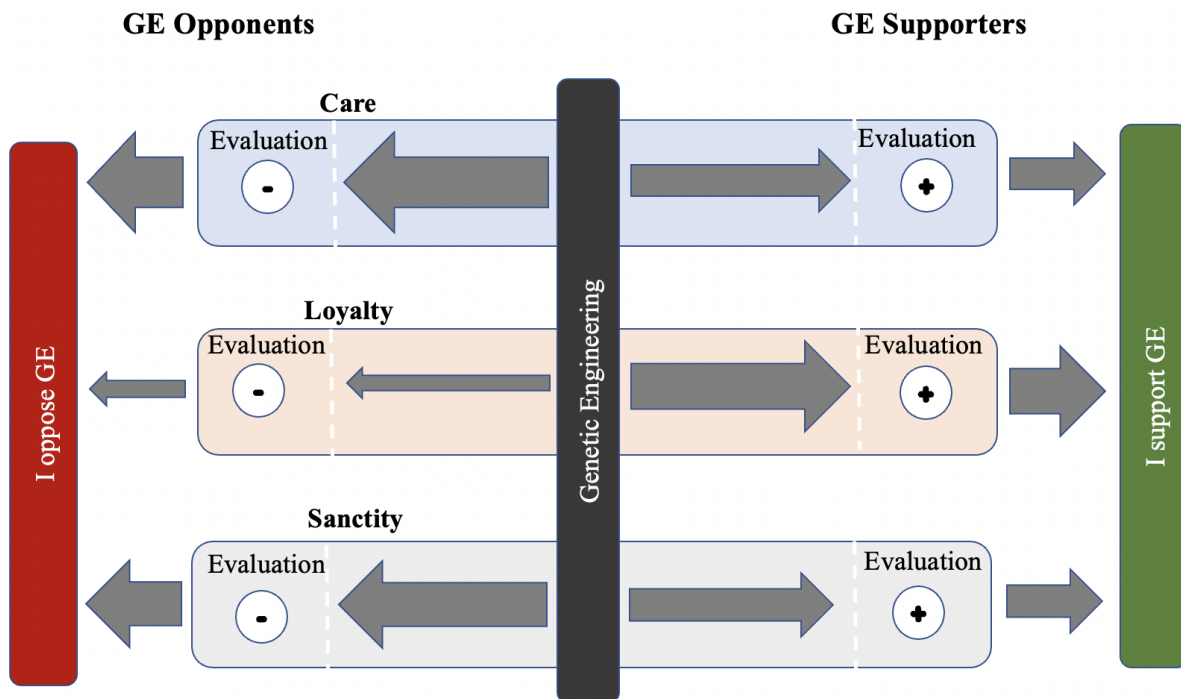 GE Opponents
GE Supporters
Care
Evaluation
-
Evaluation
+
Loyalty
Evaluation
-
Evaluation
+
Sanctity
Evaluation
-
Evaluation
+
I oppose GE
Genetic Engineering
I support GE